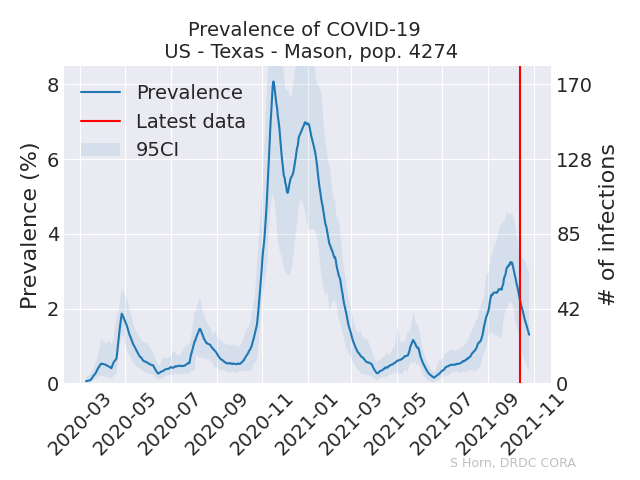 Prevalence of COVID-19
US - Texas - Mason, pop. 4274
Prevalence (%)
8
6
4
2
0
Prevalence
Latest data
95CI
170
128
85
42
0
# of infections
2020-03
2020-05
2020-07
2020-09
2020-11
2021-01
2021-03
2021-05
2021-07
2021-09
2021-11
S Horn, DRDC CORA